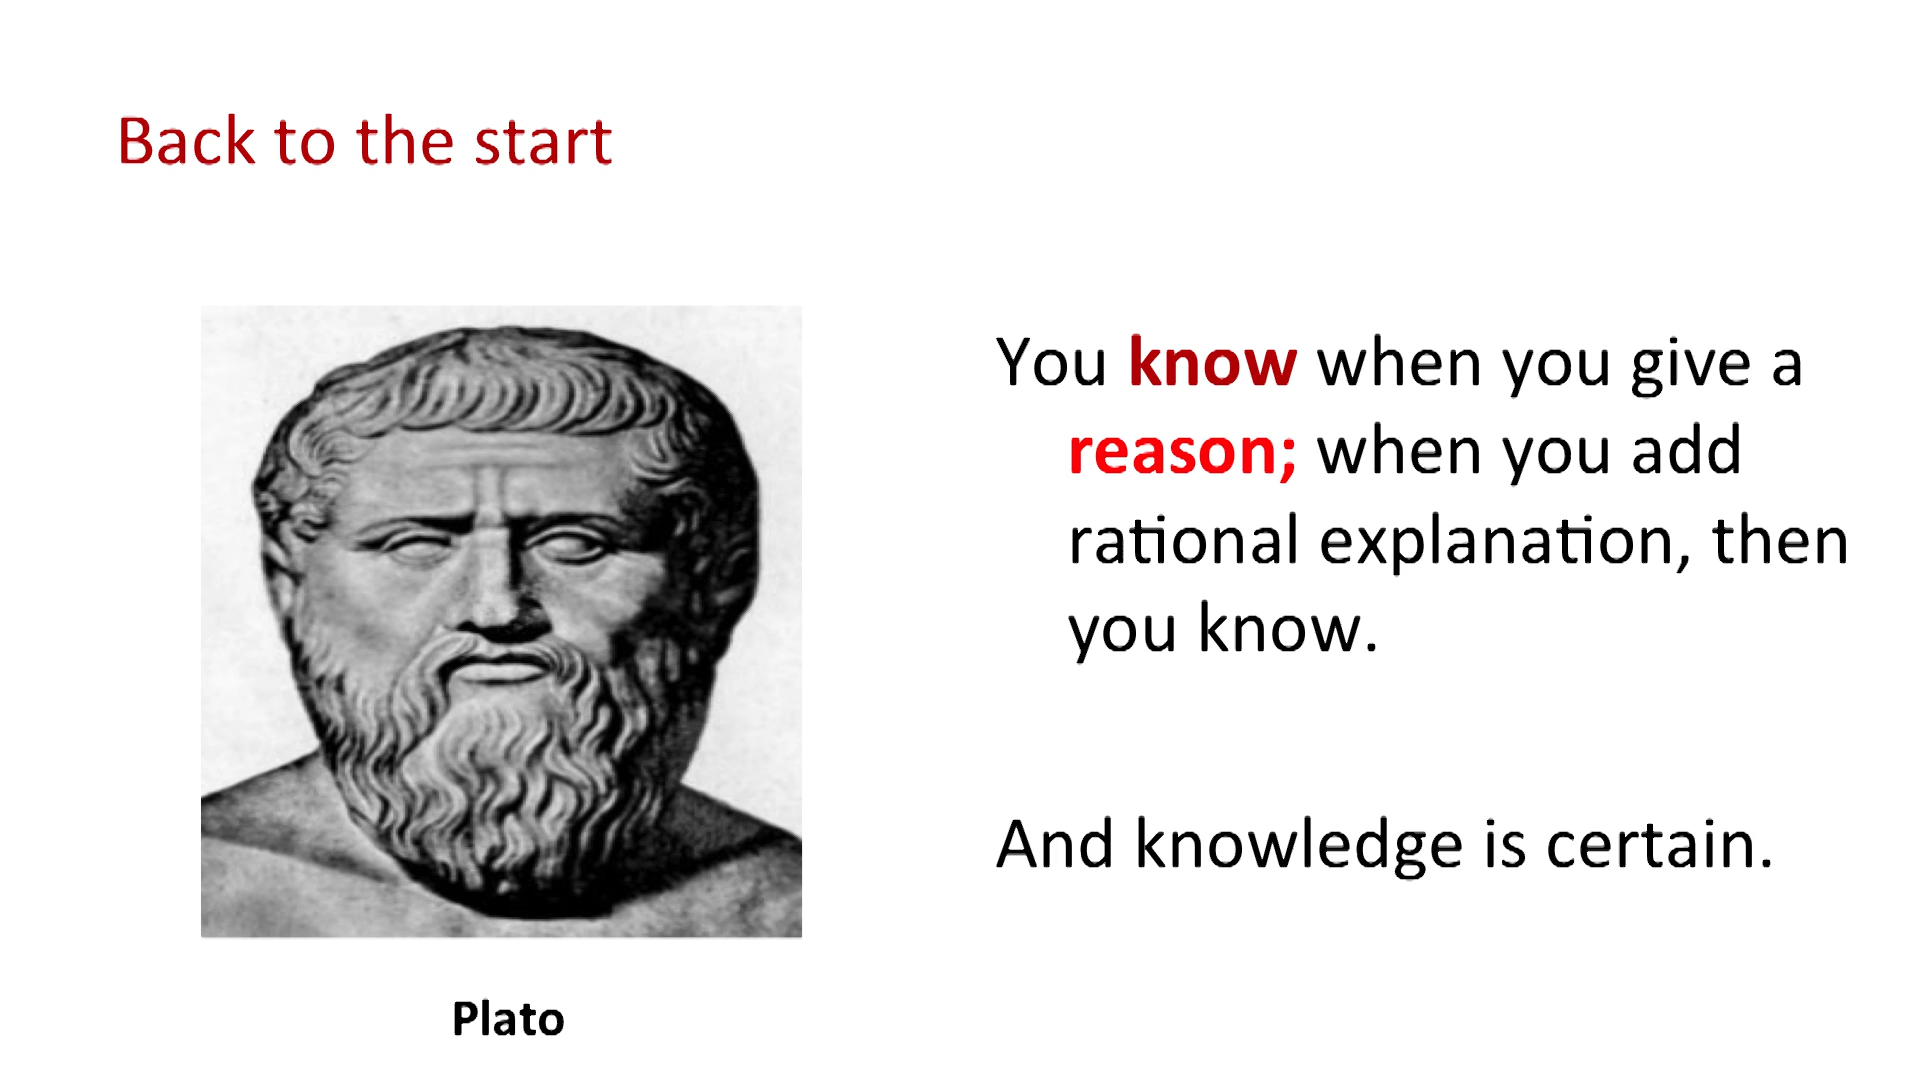 Back to the start
You know when you give a
reason; when you add
rational explanation, then
you know.
And knowledge is certain.
Plato